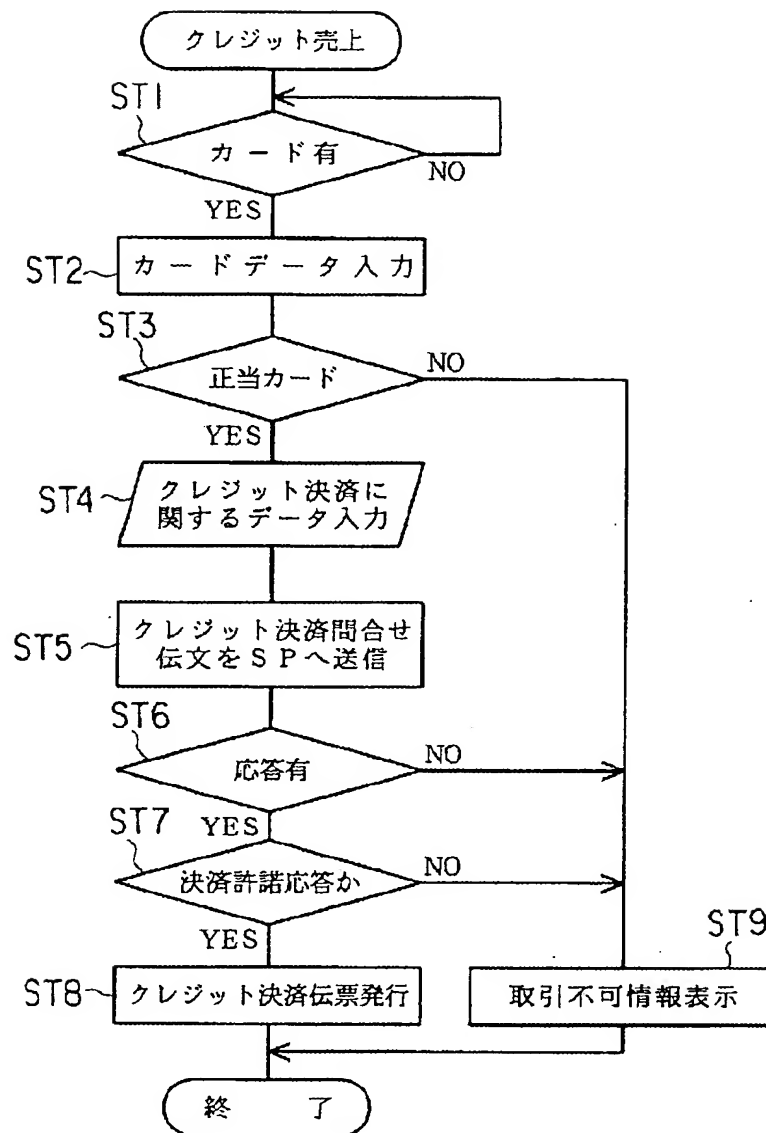 クレジット売上
ST1
カード有
NO
YES
ST2
カードデータ入力
ST3
正当カード
NO
YES
ST4
クレジット決済に
関するデータ入力
ST5
クレジット決済問合せ
伝文をSPへ送信
ST6
応答有
NO
YES
ST7
決済許諾応答か
NO
YES
ST8
クレジット決済伝票発行
ST9
取引不可情報表示
終 了